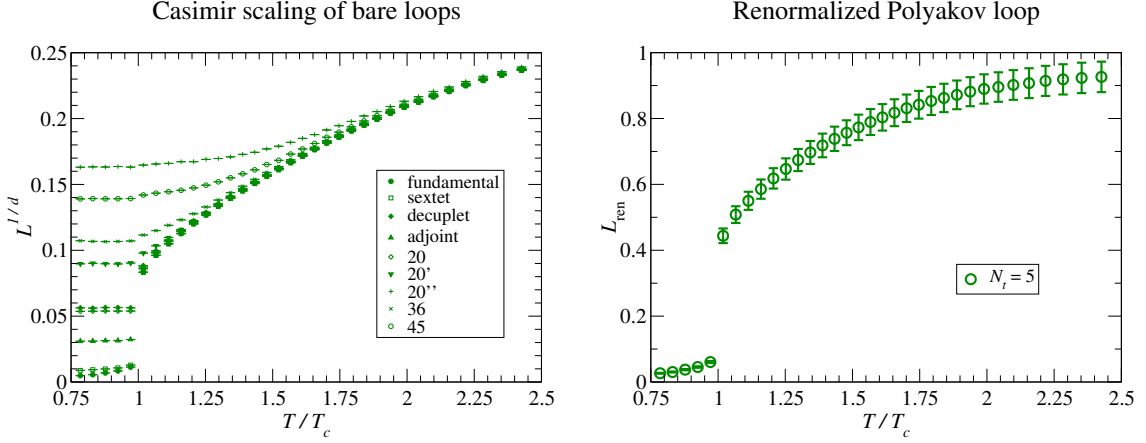 Casimir scaling of bare loops
0.25
0.2
0.15
0.1
0.05
0
L^{1/d}
fundamental
sextet
decuplet
adjoint
20
20'
20''
36
45
0.75 1 1.25 1.5 1.75 2 2.25 2.5
T / T_c
Renormalized Polyakov loop
1
0.8
0.6
0.4
0.2
0
L_ren
N_t = 5
0.75 1 1.25 1.5 1.75 2 2.25 2.5
T / T_c